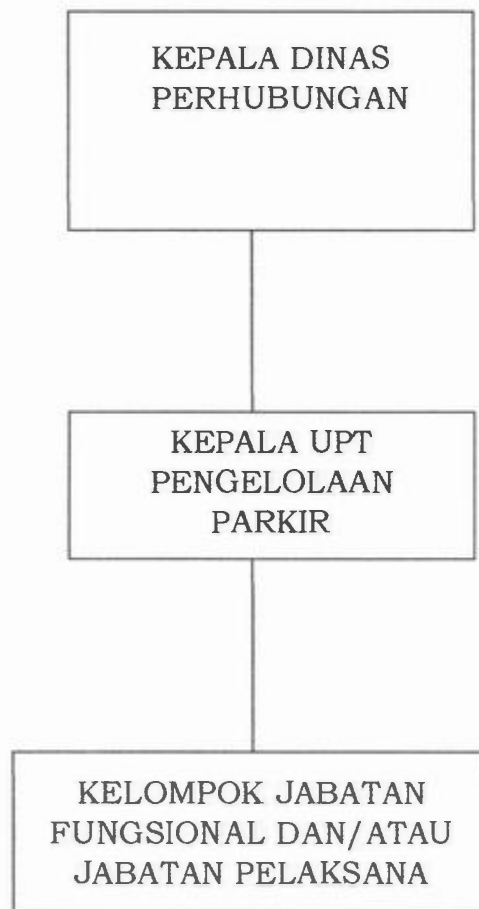 KEPALA DINAS
PERHUBUNGAN
KEPALA UPT
PENGELOLAAN
PARKIR
KELOMPOK JABATAN
FUNGSIONAL DAN/ATAU
JABATAN PELAKSANA